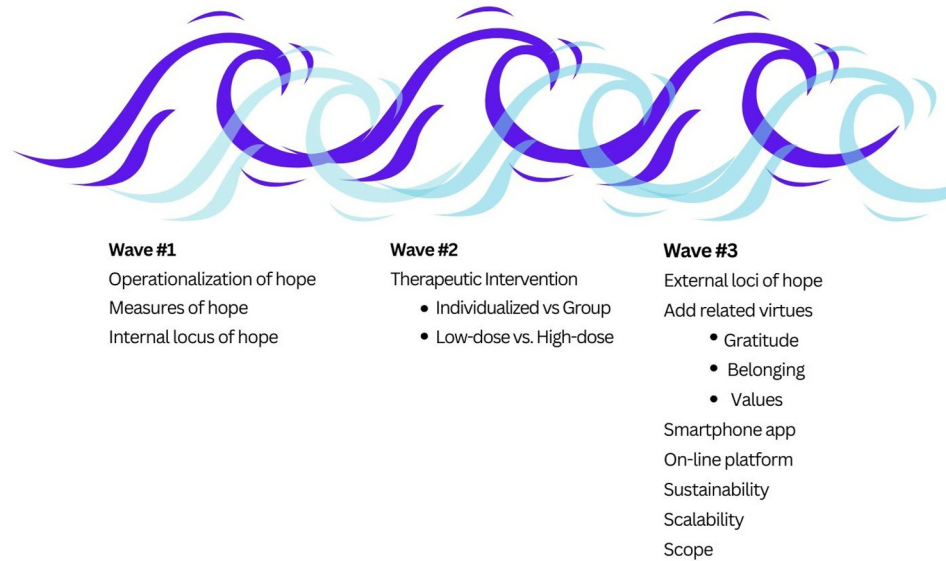 Wave #1
Operationalization of hope
Measures of hope
Internal locus of hope
Wave #2
Therapeutic Intervention
• Individualized vs Group
• Low-dose vs. High-dose
Wave #3
External loci of hope
Add related virtues
• Gratitude
• Belonging
• Values
Smartphone app
On-line platform
Sustainability
Scalability
Scope